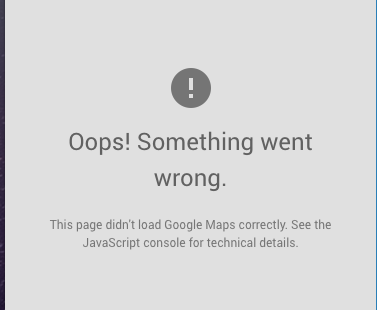 Oops! Something went
wrong.
This page didn't load Google Maps correctly. See the
JavaScript console for technical details.